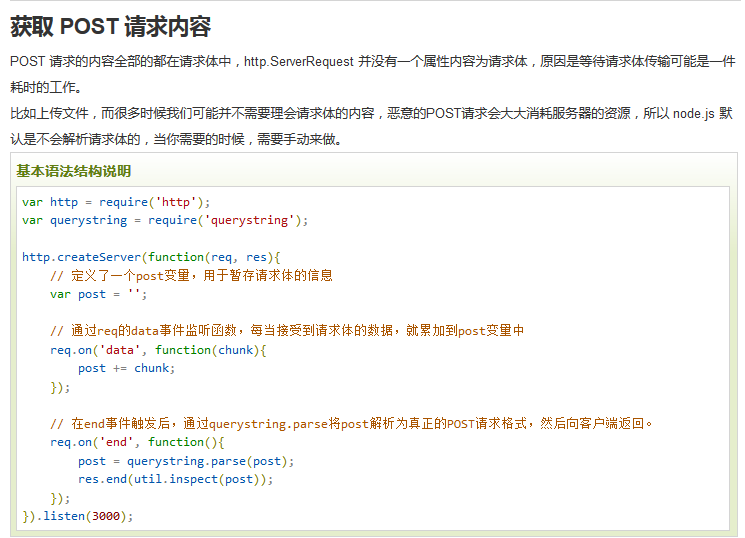 获取 POST 请求内容
POST 请求的内容全部的都在请求体中，http.ServerRequest 并没有一个属性内容为请求体，原因是等待请求体传输可能是一件
耗时的工作。
比如上传文件，而很多时候我们可能并不需要理会请求体的内容，恶意的POST请求会大大消耗服务器的资源，所以 node.js 默
认是不会解析请求体的，当你需要的时候，需要手动来做。
基本语法结构说明
var http = require('http');
var querystring = require('querystring');
http.createServer(function(req, res){
    // 定义了一个post变量，用于暂存请求体的信息
    var post = '';
    // 通过req的data事件监听函数，每当接受到请求体的数据，就累加到post变量中
    req.on('data', function(chunk){
        post += chunk;
    });
    // 在end事件触发后，通过querystring.parse将post解析为真正的POST请求格式，然后向客户端返回。
    req.on('end', function(){
        post = querystring.parse(post);
        res.end(util.inspect(post));
    });
}).listen(3000);